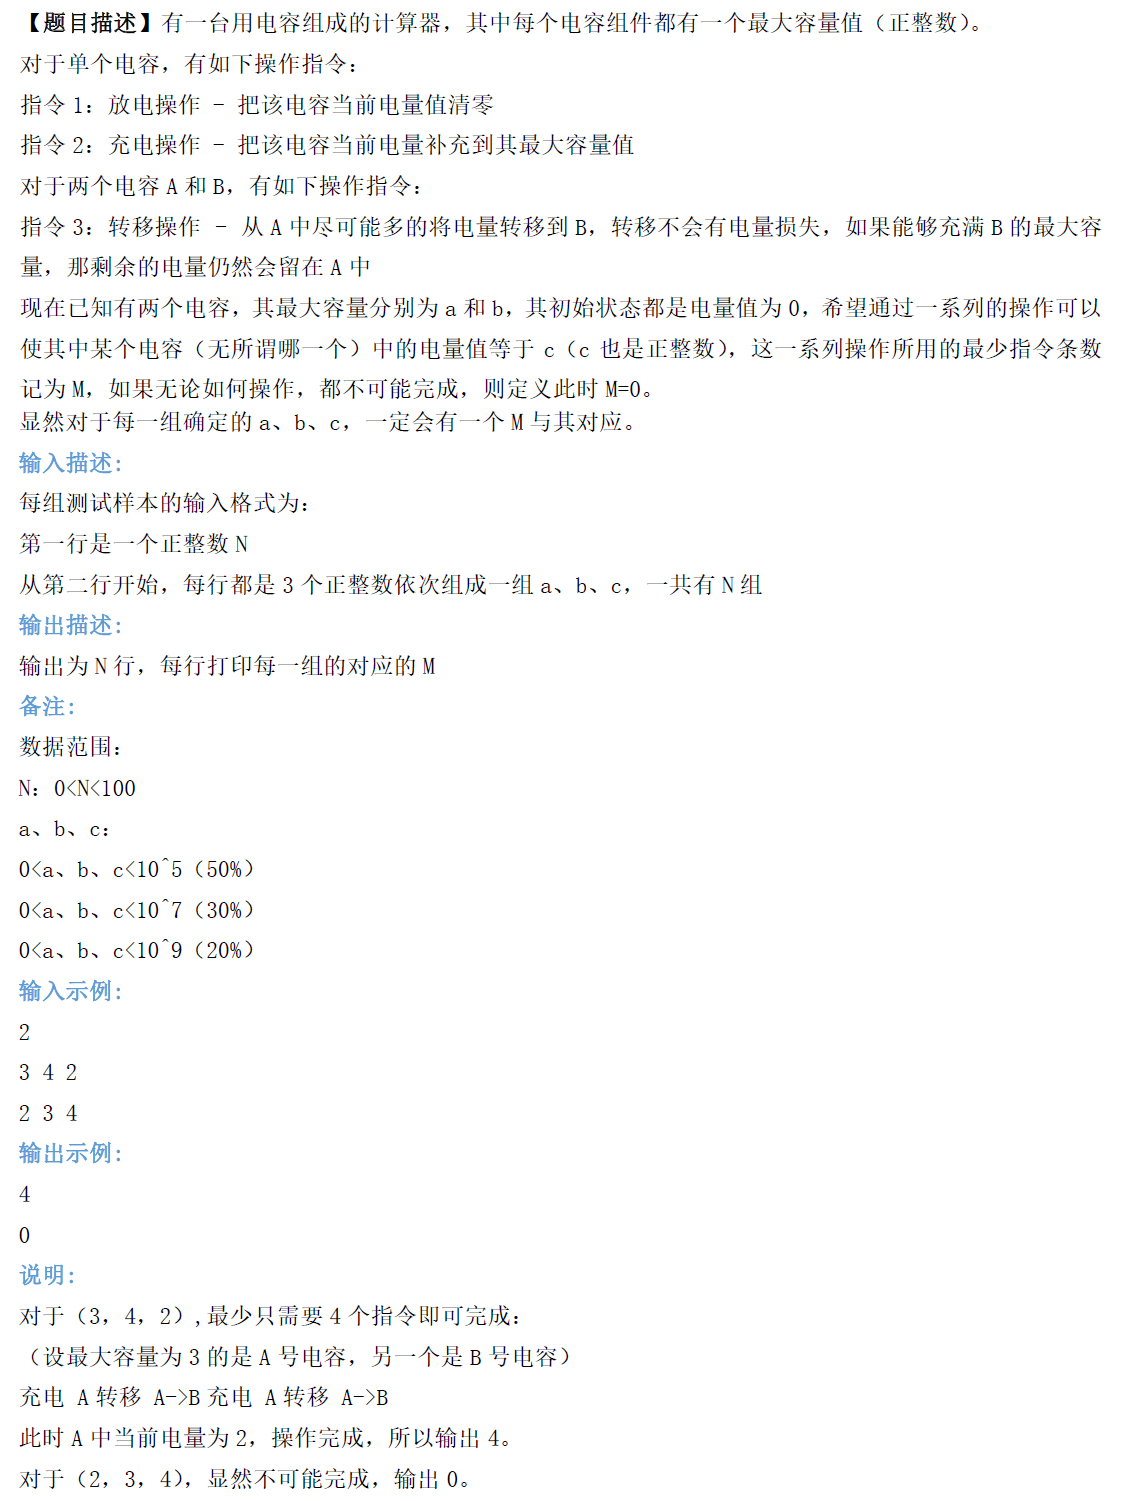 【题目描述】有一台用电容组成的计算器，其中每个电容组件都有一个最大容量值（正整数）。
对于单个电容，有如下操作指令：
指令 1：放电操作 - 把该电容当前电量值清零
指令 2：充电操作 - 把该电容当前电量补充到其最大容量值
对于两个电容 A 和 B，有如下操作指令：
指令 3：转移操作 - 从 A 中尽可能多的将电量转移到 B，转移不会有电量损失，如果能够充满 B 的最大容
量，那剩余的电量仍然会留在 A 中
现在已知有两个电容，其最大容量分别为 a 和 b，其初始状态都是电量值为 0，希望通过一系列的操作可以
使其中某个电容（无所谓哪一个）中的电量值等于 c（c 也是正整数），这一系列操作所用的最少指令条数
记为 M，如果无论如何操作，都不可能完成，则定义此时 M=0。
显然对于每一组确定的 a、b、c，一定会有一个 M 与其对应。
输入描述：
每组测试样本的输入格式为：
第一行是一个正整数 N
从第二行开始，每行都是 3 个正整数依次组成一组 a、b、c，一共有 N 组
输出描述：
输出为 N 行，每行打印每一组的对应的 M
备注：
数据范围：
N：0<N<100
a、b、c：
0<a、b、c<10^5（50%）
0<a、b、c<10^7（30%）
0<a、b、c<10^9（20%）
输入示例：
2
3 4 2
2 3 4
输出示例：
4
0
说明：
对于（3，4，2）,最少只需要 4 个指令即可完成：
（设最大容量为 3 的是 A 号电容，另一个是 B 号电容）
充电 A 转移 A->B 充电 A 转移 A->B
此时 A 中当前电量为 2，操作完成，所以输出 4。
对于（2，3，4），显然不可能完成，输出 0。